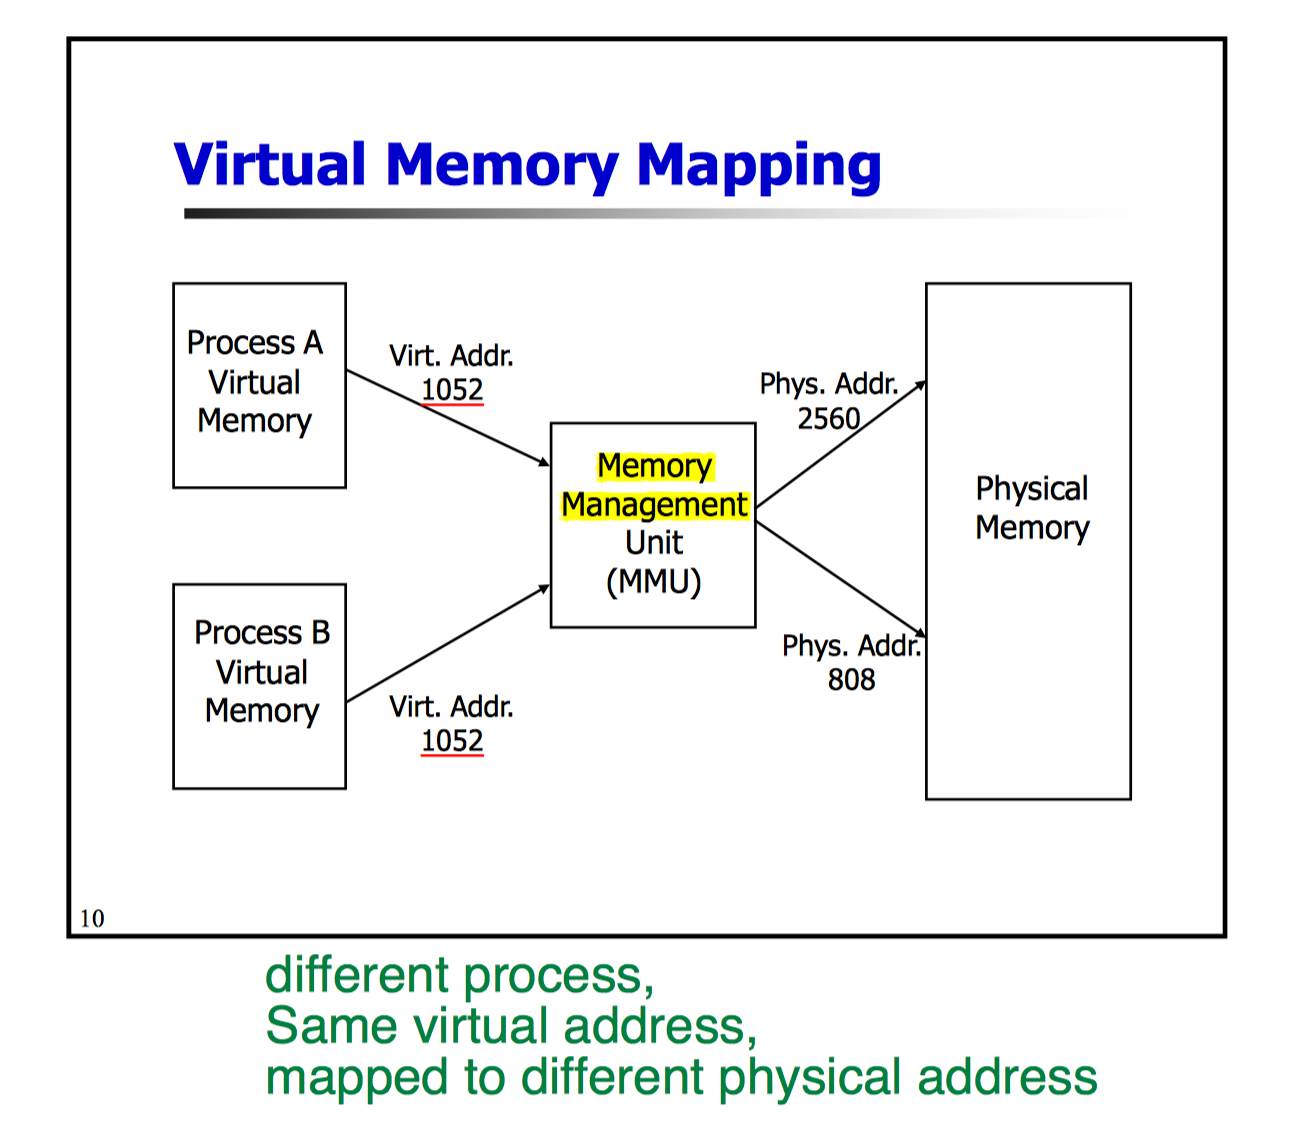 Virtual Memory Mapping
Process A
Virtual
Memory
Virt. Addr.
1052
Phys. Addr.
2560
Memory
Management
Unit
(MMU)
Physical
Memory
Process B
Virtual
Memory
Virt. Addr.
1052
Phys. Addr.
808
10
different process,
Same virtual address,
mapped to different physical address